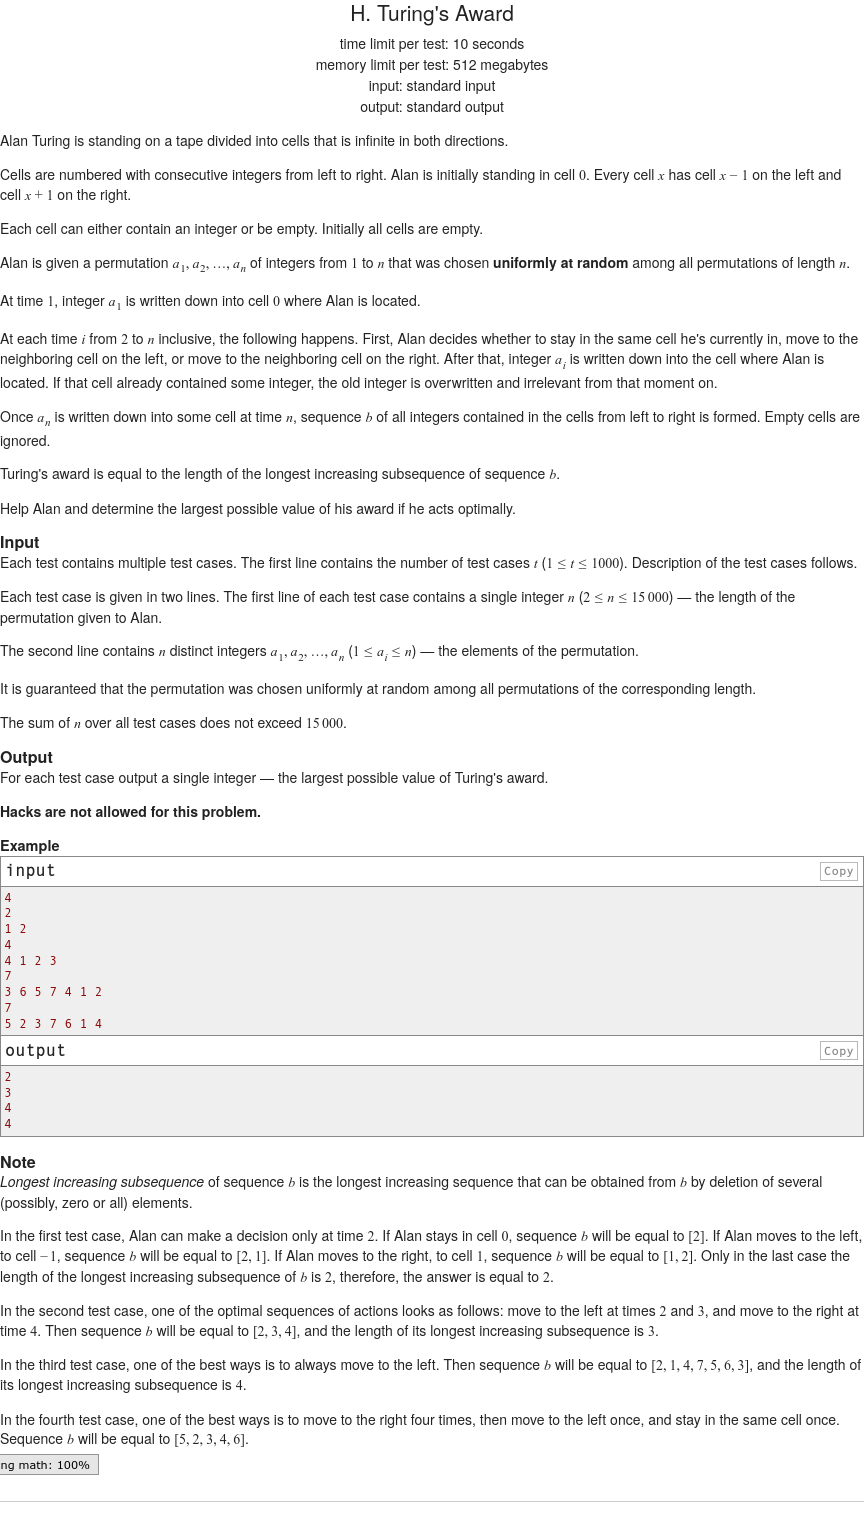 H. Turing's Award
time limit per test: 10 seconds
memory limit per test: 512 megabytes
input: standard input
output: standard output
Alan Turing is standing on a tape divided into cells that is infinite in both directions.
Cells are numbered with consecutive integers from left to right. Alan is initially standing in cell 0. Every cell x has cell x − 1 on the left and
cell x + 1 on the right.
Each cell can either contain an integer or be empty. Initially all cells are empty.
Alan is given a permutation a1, a2, …, an of integers from 1 to n that was chosen uniformly at random among all permutations of length n.
At time 1, integer a1 is written down into cell 0 where Alan is located.
At each time i from 2 to n inclusive, the following happens. First, Alan decides whether to stay in the same cell he's currently in, move to the
neighboring cell on the left, or move to the neighboring cell on the right. After that, integer ai is written down into the cell where Alan is
located. If that cell already contained some integer, the old integer is overwritten and irrelevant from that moment on.
Once an is written down into some cell at time n, sequence b of all integers contained in the cells from left to right is formed. Empty cells are
ignored.
Turing's award is equal to the length of the longest increasing subsequence of sequence b.
Help Alan and determine the largest possible value of his award if he acts optimally.
Input
Each test contains multiple test cases. The first line contains the number of test cases t (1 ≤ t ≤ 1000). Description of the test cases follows.
Each test case is given in two lines. The first line of each test case contains a single integer n (2 ≤ n ≤ 15 000) — the length of the
permutation given to Alan.
The second line contains n distinct integers a1, a2, …, an (1 ≤ ai ≤ n) — the elements of the permutation.
It is guaranteed that the permutation was chosen uniformly at random among all permutations of the corresponding length.
The sum of n over all test cases does not exceed 15 000.
Output
For each test case output a single integer — the largest possible value of Turing's award.
Hacks are not allowed for this problem.
Example
input
Copy
4
2
1 2
4
4 1 2 3
7
3 6 5 7 4 1 2
7
5 2 3 7 6 1 4
output
Copy
2
3
4
4
Note
Longest increasing subsequence of sequence b is the longest increasing sequence that can be obtained from b by deletion of several
(possibly, zero or all) elements.
In the first test case, Alan can make a decision only at time 2. If Alan stays in cell 0, sequence b will be equal to [2]. If Alan moves to the left,
to cell −1, sequence b will be equal to [2, 1]. If Alan moves to the right, to cell 1, sequence b will be equal to [1, 2]. Only in the last case the
length of the longest increasing subsequence of b is 2, therefore, the answer is equal to 2.
In the second test case, one of the optimal sequences of actions looks as follows: move to the left at times 2 and 3, and move to the right at
time 4. Then sequence b will be equal to [2, 3, 4], and the length of its longest increasing subsequence is 3.
In the third test case, one of the best ways is to always move to the left. Then sequence b will be equal to [2, 1, 4, 7, 5, 6, 3], and the length of
its longest increasing subsequence is 4.
In the fourth test case, one of the best ways is to move to the right four times, then move to the left once, and stay in the same cell once.
Sequence b will be equal to [5, 2, 3, 4, 6].
ng math: 100%